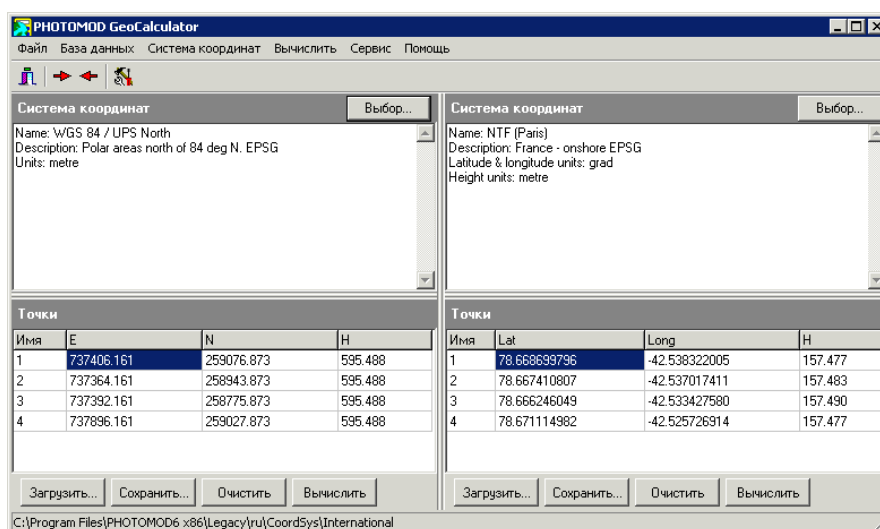 PHOTOMOD GeoCalculator
Файл База данных Система координат Вычислить Сервис Помощь
Система координат Выбор...
Name: WGS 84 / UPS North
Description: Polar areas north of 84 deg N. EPSG
Units: metre
Система координат Выбор...
Name: NTF (Paris)
Description: France - onshore EPSG
Latitude & longitude units: grad
Height units: metre
Точки
Имя E N H
1 737406.161 259076.873 595.488
2 737364.161 258943.873 595.488
3 737392.161 258775.873 595.488
4 737896.161 259027.873 595.488
Загрузить... Сохранить... Очистить Вычислить
Точки
Имя Lat Long H
1 78.668699796 -42.538322005 157.477
2 78.667410807 -42.537017411 157.483
3 78.666246049 -42.533427580 157.490
4 78.671114982 -42.525726914 157.477
Загрузить... Сохранить... Очистить Вычислить
C:\Program Files\PHOTOMOD6 x86\Legacy\ru\CoordSys\International